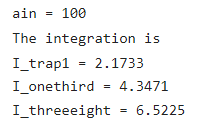 ain = 100
The integration is
I_trap1 = 2.1733
I_onethird = 4.3471
I_threeeight = 6.5225